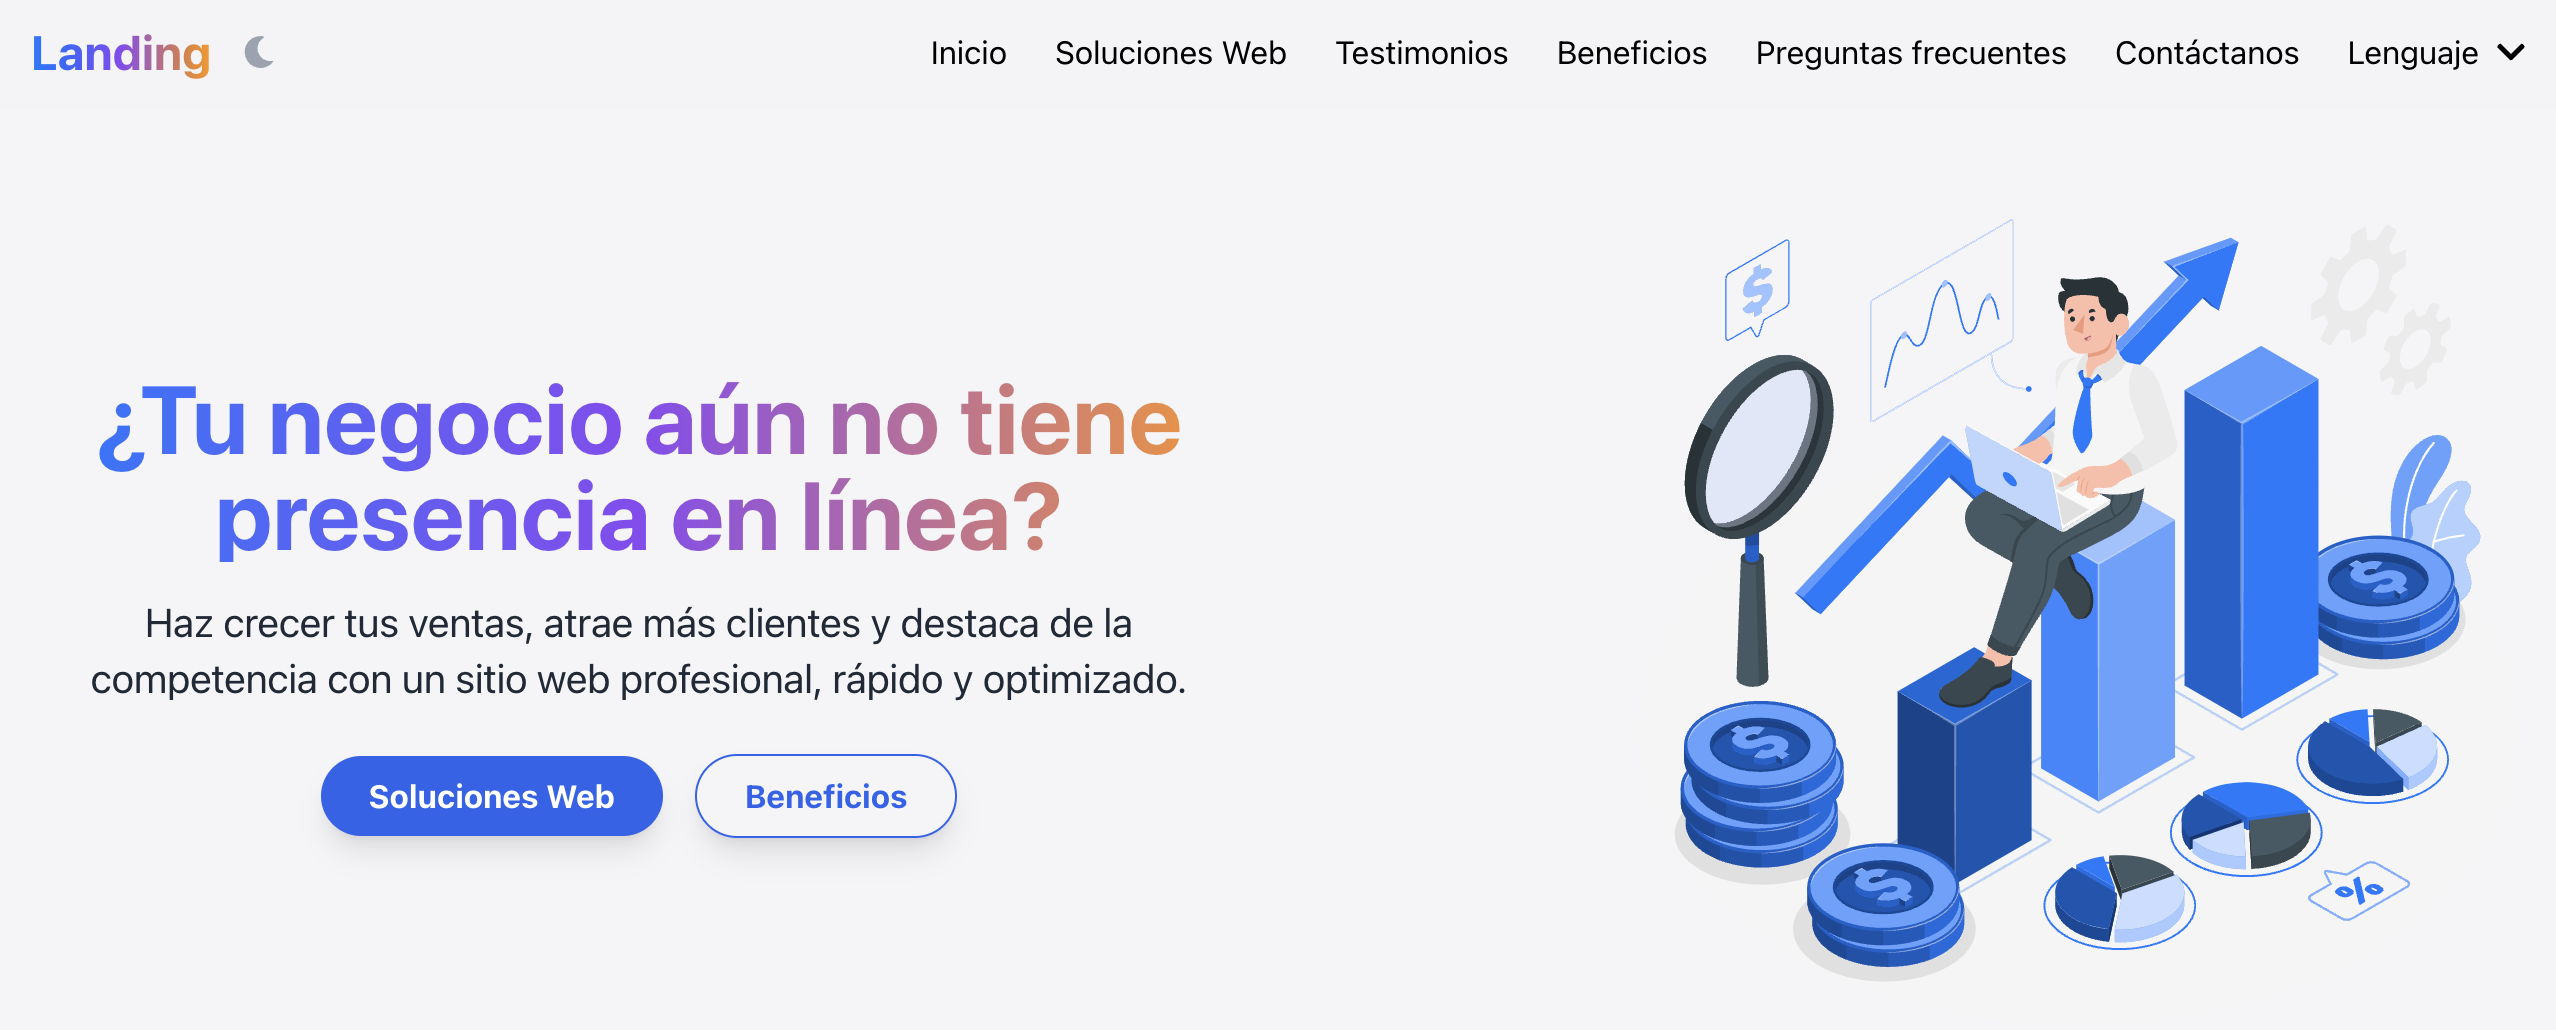 Landing
Inicio
Soluciones Web
Testimonios
Beneficios
Preguntas frecuentes
Contáctanos
Lenguaje
$
¿Tu negocio aún no tiene
presencia en línea?
Haz crecer tus ventas, atrae más clientes y destaca de la
competencia con un sitio web profesional, rápido y optimizado.
Soluciones Web
Beneficios
$
$
$
%